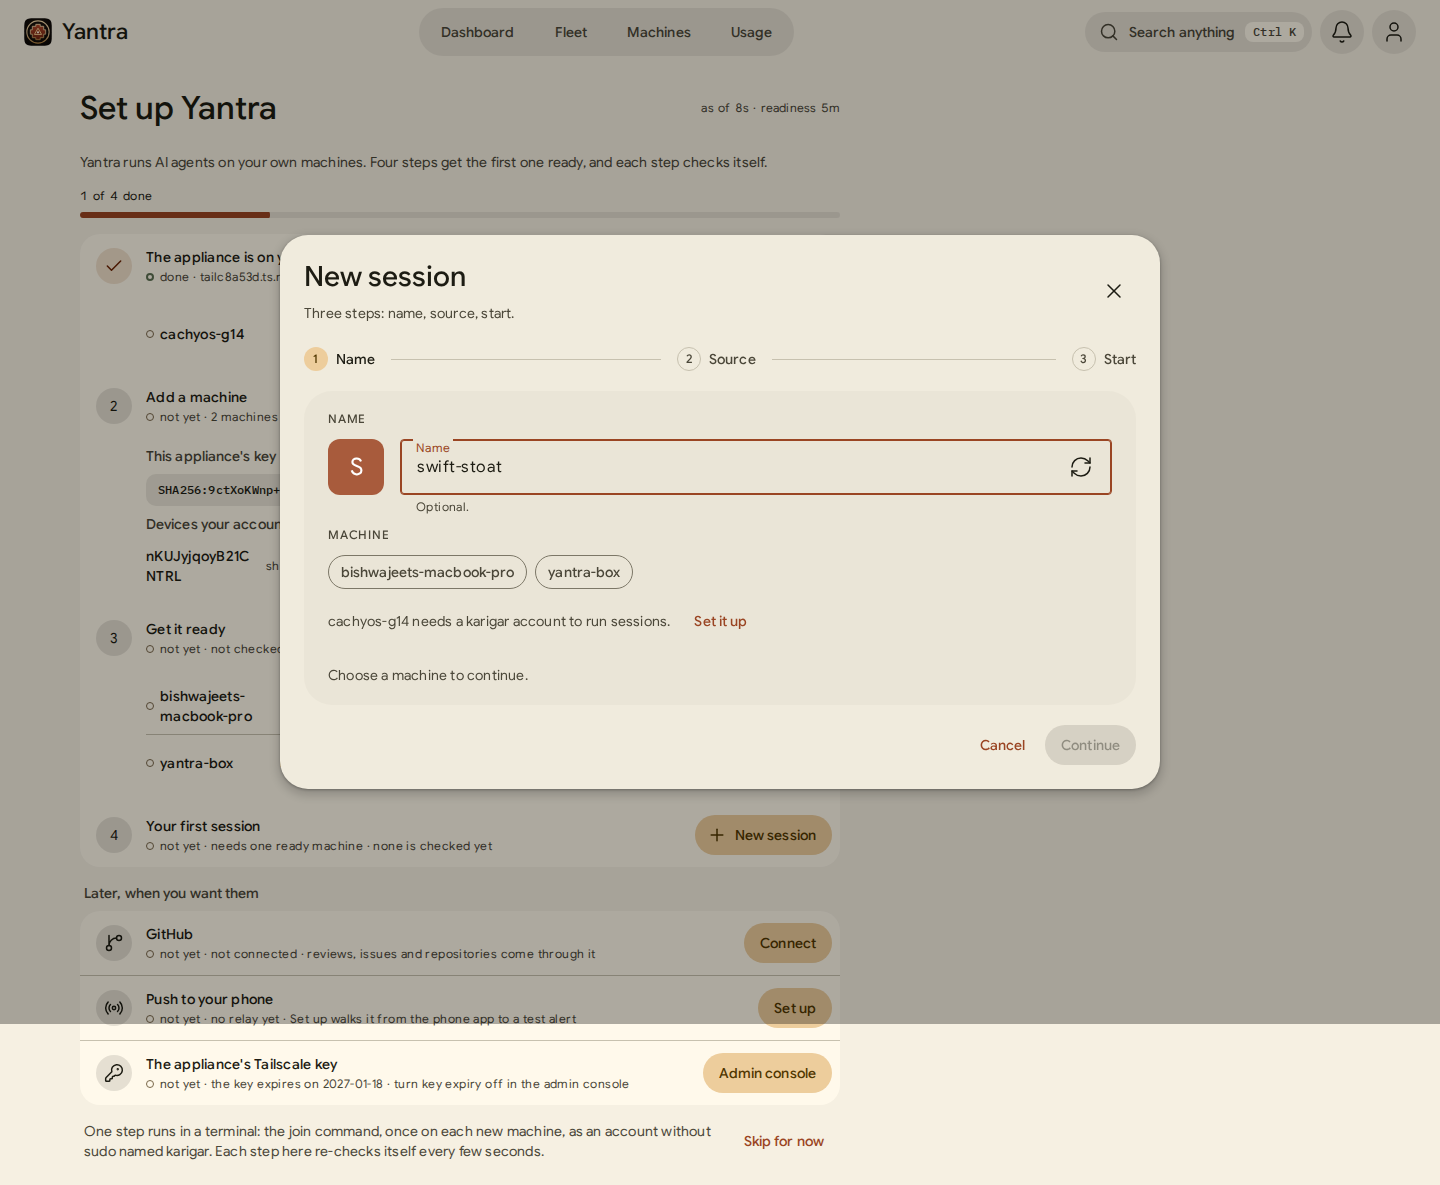 Yantra
Dashboard Fleet Machines Usage
Search anything Ctrl K
Set up Yantra
as of 8s · readiness 5m
Yantra runs AI agents on your own machines. Four steps get the first one ready, and each step checks itself.
1 of 4 done
The appliance is on
done · tailc8a53d.ts.
cachyos-g14
2
Add a machine
not yet · 2 machines
This appliance's key
SHA256:9ctXoKWnp+
Devices your accoun
nKUJyjqoyB21C
NTRL
sh
3
Get it ready
not yet · not checked
bishwajeets-
macbook-pro
yantra-box
New session
Three steps: name, source, start.
1 Name
2 Source
3 Start
NAME
S
Name
swift-stoat
Optional.
MACHINE
bishwajeets-macbook-pro
yantra-box
cachyos-g14 needs a karigar account to run sessions.
Set it up
Choose a machine to continue.
Cancel
Continue
4
Your first session
not yet · needs one ready machine · none is checked yet
New session
Later, when you want them
GitHub
not yet · not connected · reviews, issues and repositories come through it
Connect
Push to your phone
not yet · no relay yet · Set up walks it from the phone app to a test alert
Set up
The appliance's Tailscale key
not yet · the key expires on 2027-01-18 · turn key expiry off in the admin console
Admin console
One step runs in a terminal: the join command, once on each new machine, as an account without
sudo named karigar. Each step here re-checks itself every few seconds.
Skip for now